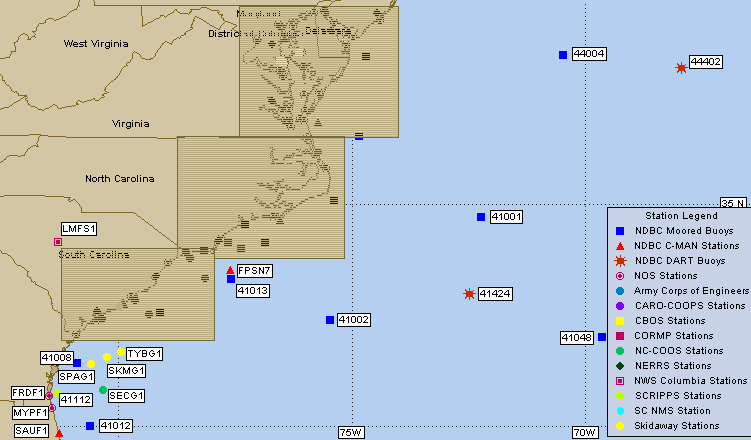 Maryland
West Virginia
District of Columbia
Delaware
44004
44402
Virginia
North Carolina
35 N
LMFS1
41001
South Carolina
FPSN7
41013
41424
41002
41048
41008
TYBG1
SPAG1
SKMG1
FRDF1
41112
SECG1
MYPF1
SAUF1
41012
75W
70W
Station Legend
NDBC Moored Buoys
NDBC C-MAN Stations
NDBC DART Buoys
NOS Stations
Army Corps of Engineers
CARO-COOPS Stations
CBOS Stations
CORMP Stations
NC-COOS Stations
NERRS Stations
NWS Columbia Stations
SCRIPPS Stations
SC NMS Station
Skidaway Stations